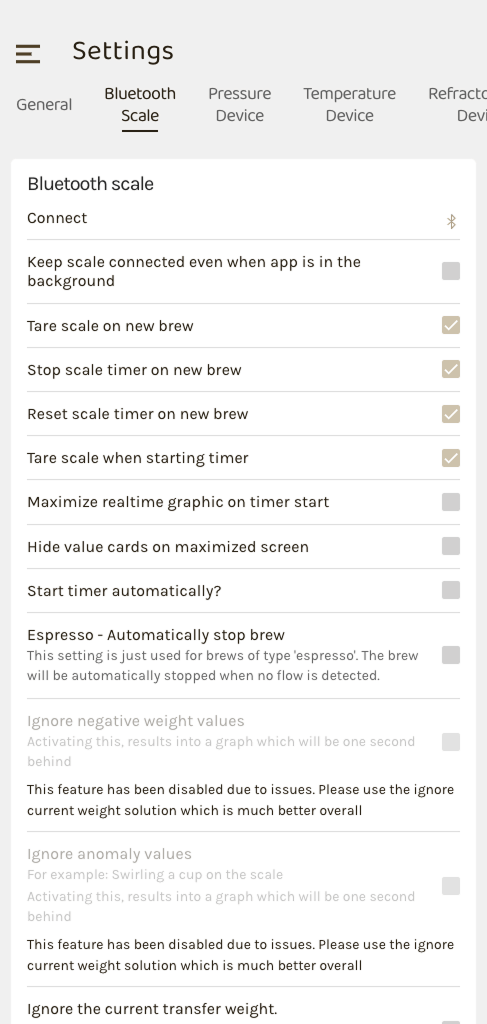 Settings
General
Bluetooth
Scale
Pressure
Device
Temperature
Device
Refracto
Devi
Bluetooth scale
Connect
Keep scale connected even when app is in the
background
Tare scale on new brew
Stop scale timer on new brew
Reset scale timer on new brew
Tare scale when starting timer
Maximize realtime graphic on timer start
Hide value cards on maximized screen
Start timer automatically?
Espresso - Automatically stop brew
This setting is just used for brews of type 'espresso'. The brew
will be automatically stopped when no flow is detected.
Ignore negative weight values
Activating this, results into a graph which will be one second
behind
This feature has been disabled due to issues. Please use the ignore
current weight solution which is much better overall
Ignore anomaly values
For example: Swirling a cup on the scale
Activating this, results into a graph which will be one second
behind
This feature has been disabled due to issues. Please use the ignore
current weight solution which is much better overall
Ignore the current transfer weight.